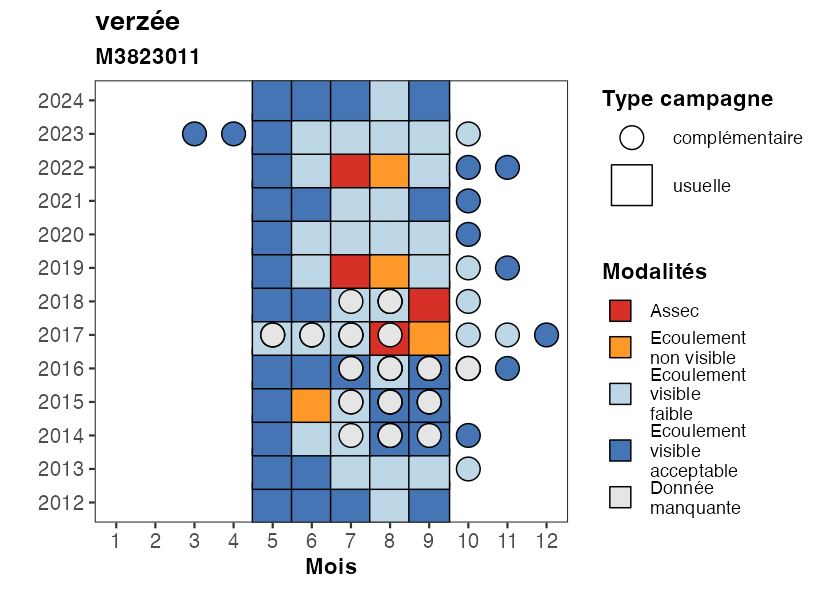 verzée
M3823011
2024
2023
2022
2021
2020
2019
2018
2017
2016
2015
2014
2013
2012
1 2 3 4 5 6 7 8 9 10 11 12
Mois
Type campagne
complémentaire
usuelle
Modalités
Assec
Ecoulement
non visible
Ecoulement
visible
faible
Ecoulement
visible
acceptable
Donnée
manquante